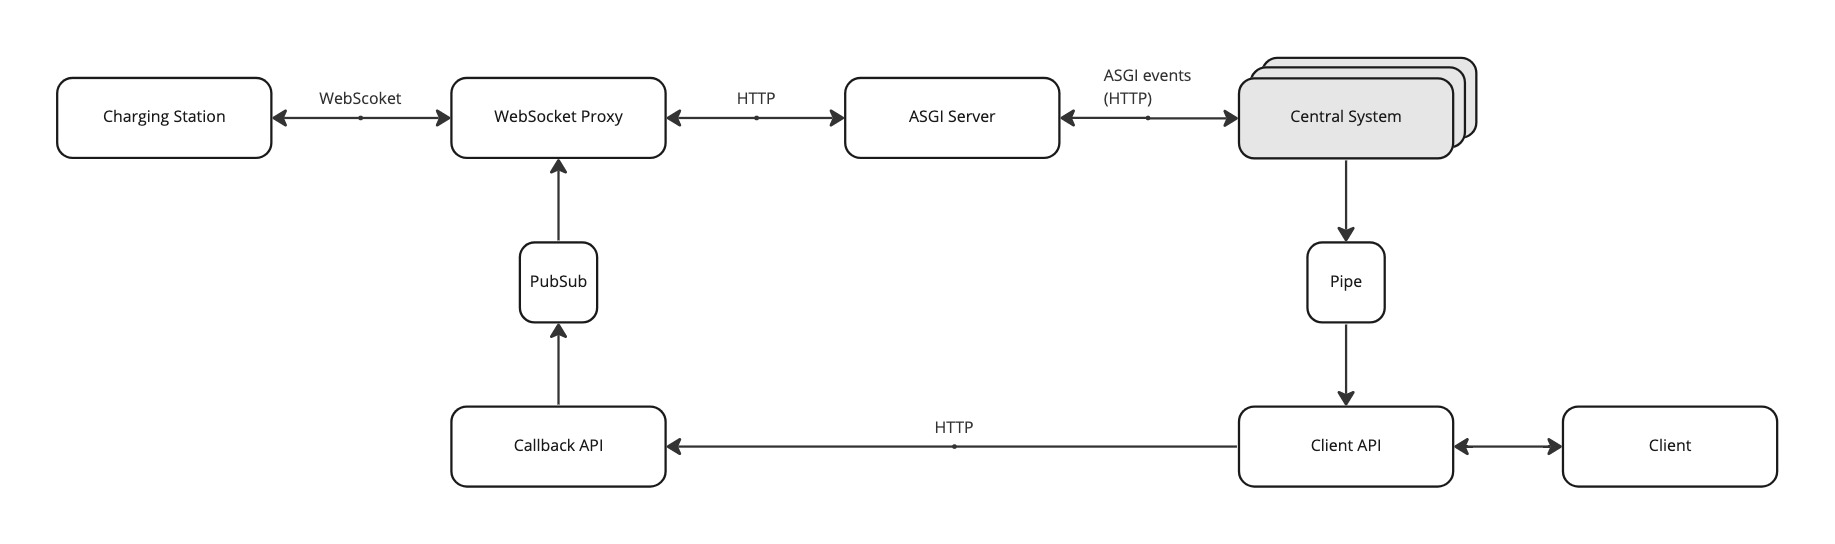 ASGI events
(HTTP)
WebScoket
HTTP
Charging Station
WebSocket Proxy
ASGI Server
Central System
PubSub
Pipe
HTTP
Callback API
Client API
Client